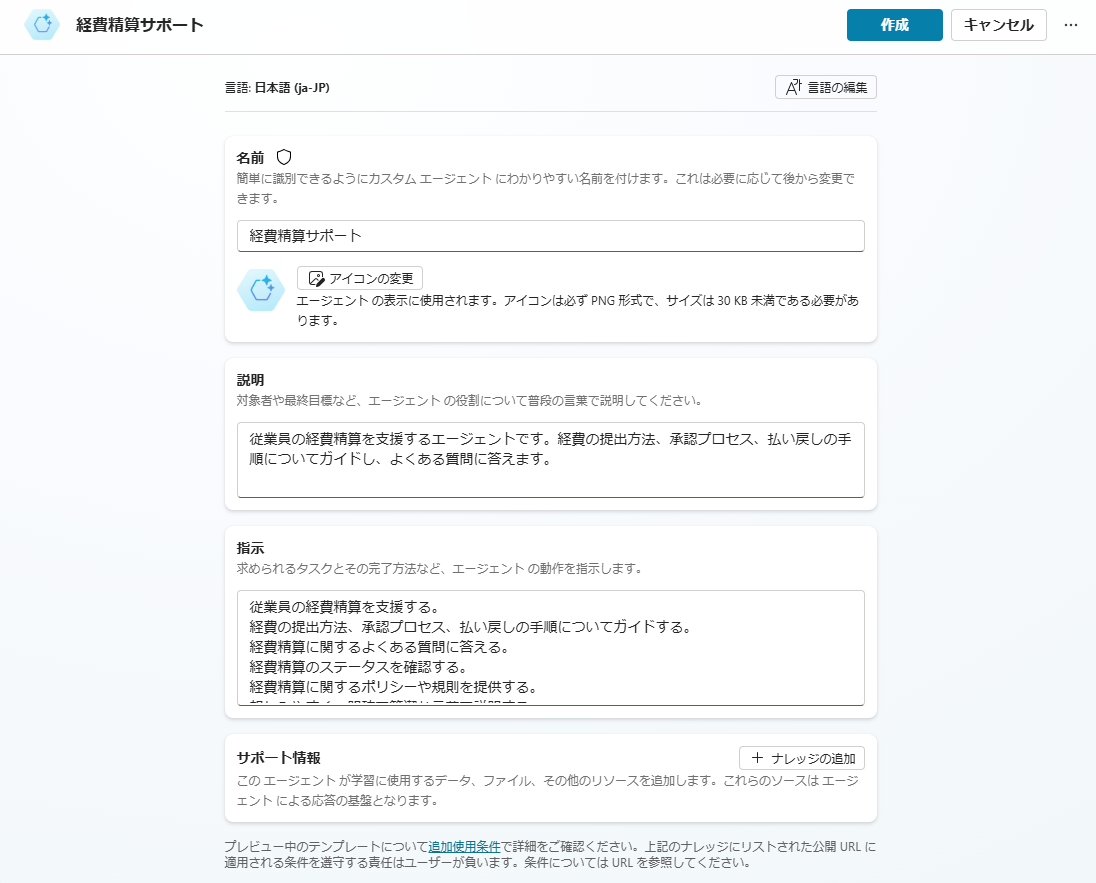 経費精算サポート
作成
キャンセル
言語: 日本語 (ja-JP)
言語の編集
名前
簡単に識別できるようにカスタム エージェント にわかりやすい名前を付けます。これは必要に応じて後から変更で
きます。
経費精算サポート
アイコンの変更
エージェント の表示に使用されます。アイコンは必ず PNG 形式で、サイズは 30 KB 未満である必要があ
ります。
説明
対象者や最終目標など、エージェント の役割について普段の言葉で説明してください。
従業員の経費精算を支援するエージェントです。経費の提出方法、承認プロセス、払い戻しの手
順についてガイドし、よくある質問に答えます。
指示
求められるタスクとその完了方法など、エージェント の動作を指示します。
従業員の経費精算を支援する。
経費の提出方法、承認プロセス、払い戻しの手順についてガイドする。
経費精算に関するよくある質問に答える。
経費精算のステータスを確認する。
経費精算に関するポリシーや規則を提供する。
サポート情報
ナレッジの追加
この エージェント が学習に使用するデータ、ファイル、その他のリソースを追加します。これらのソースは エージ
ェント による応答の基盤となります。
プレビュー中のテンプレートについて追加使用条件で詳細をご確認ください。上記のナレッジにリストされた公開 URL に
適用される条件を遵守する責任はユーザーが負います。条件については URL を参照してください。